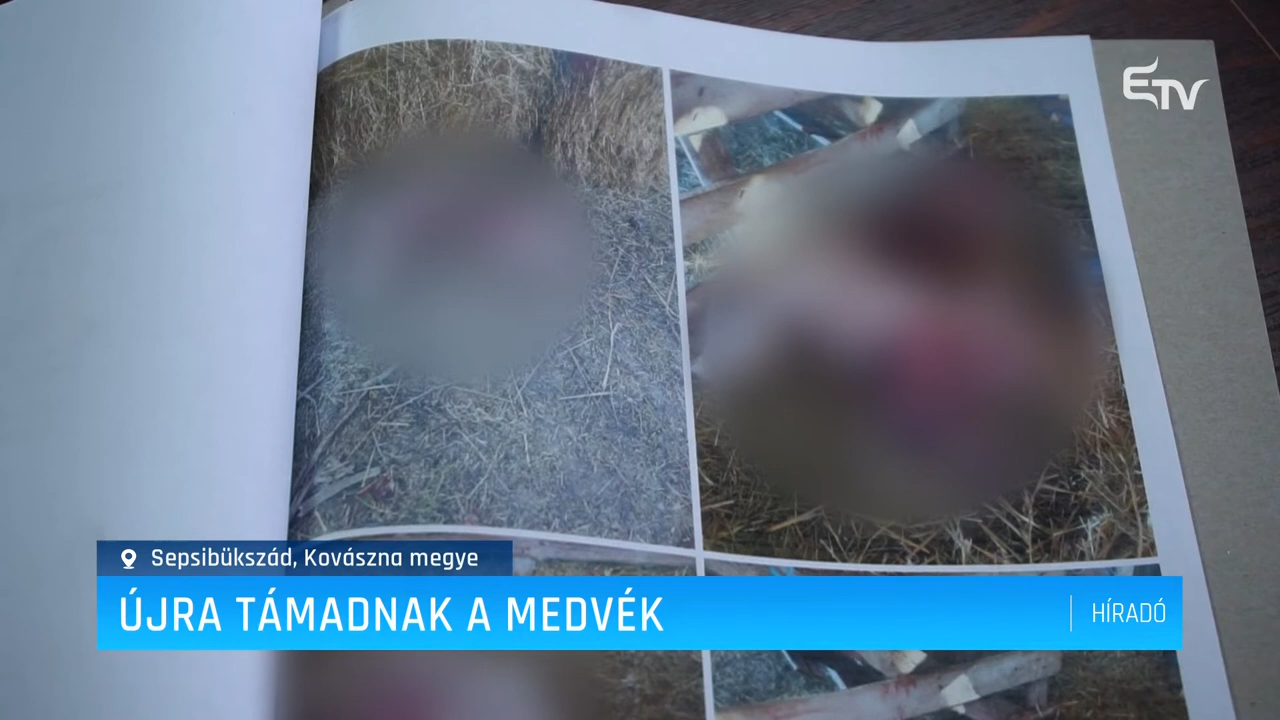 ETV
Sepsibükszád, Kovászna megye
ÚJRA TÁMADNAK A MEDVÉK
HÍRADÓ